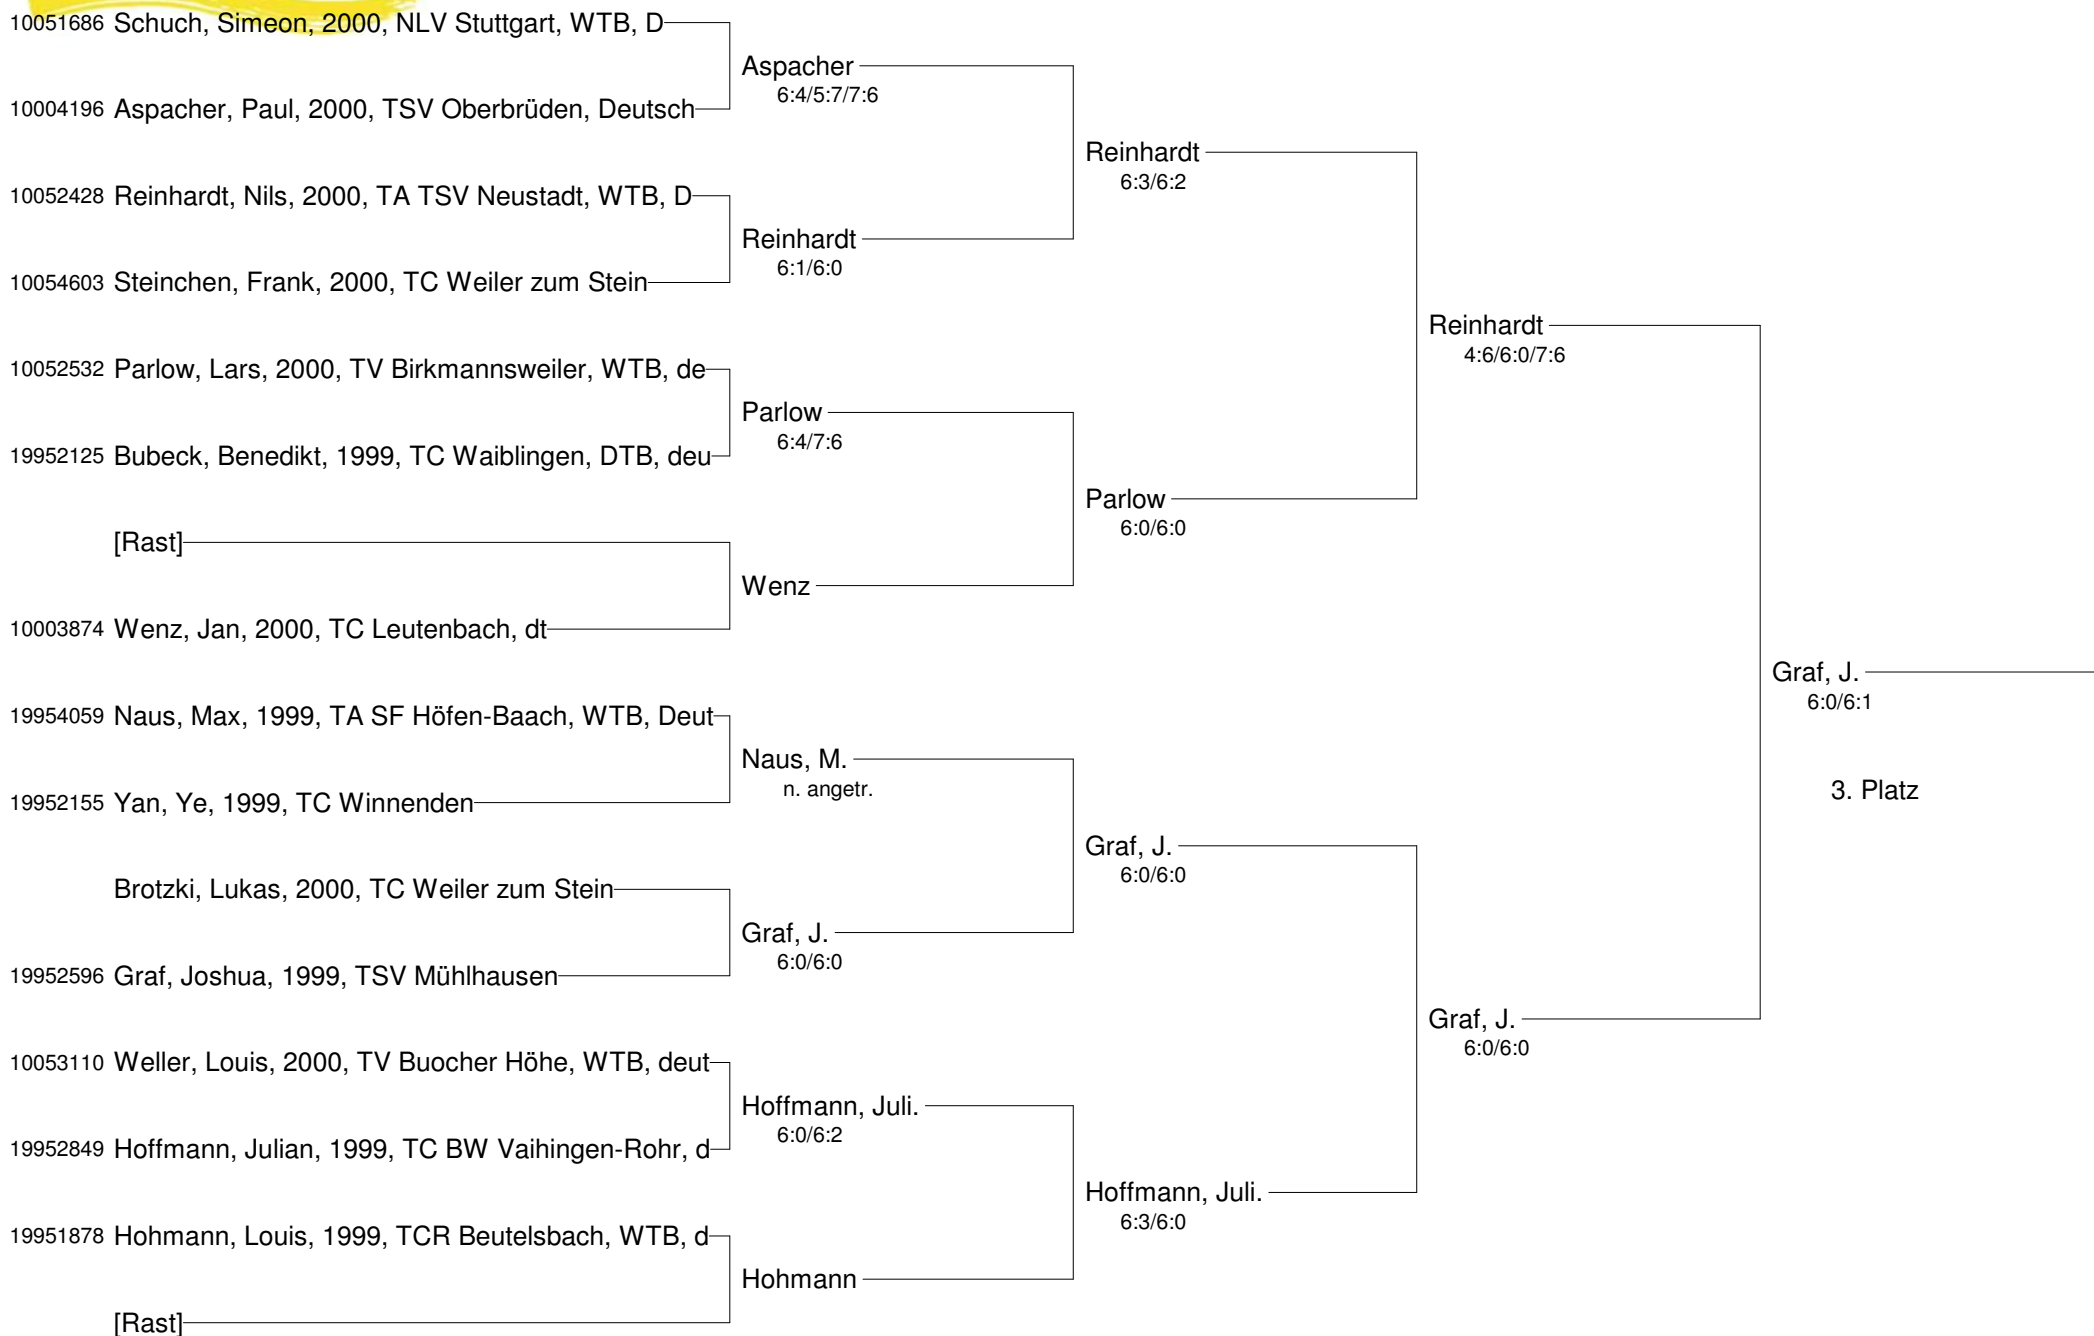 10051686 Schuch, Simeon, 2000, NLV Stuttgart, WTB, D
Aspacher
6:4/5:7/7:6
10004196 Aspacher, Paul, 2000, TSV Oberbrüden, Deutsch
Reinhardt
6:3/6:2
10052428 Reinhardt, Nils, 2000, TA TSV Neustadt, WTB, D
Reinhardt
6:1/6:0
10054603 Steinchen, Frank, 2000, TC Weiler zum Stein
Reinhardt
4:6/6:0/7:6
10052532 Parlow, Lars, 2000, TV Birkmannsweiler, WTB, de
Parlow
6:4/7:6
19952125 Bubeck, Benedikt, 1999, TC Waiblingen, DTB, deu
Parlow
6:0/6:0
[Rast]
Wenz
10003874 Wenz, Jan, 2000, TC Leutenbach, dt
Graf, J.
6:0/6:1
19954059 Naus, Max, 1999, TA SF Höfen-Baach, WTB, Deut
Naus, M.
n. angetr.
3. Platz
19952155 Yan, Ye, 1999, TC Winnenden
Graf, J.
6:0/6:0
Brotzki, Lukas, 2000, TC Weiler zum Stein
Graf, J.
6:0/6:0
19952596 Graf, Joshua, 1999, TSV Mühlhausen
Graf, J.
6:0/6:0
10053110 Weller, Louis, 2000, TV Buocher Höhe, WTB, deut
Hoffmann, Juli.
6:0/6:2
19952849 Hoffmann, Julian, 1999, TC BW Vaihingen-Rohr, d
Hoffmann, Juli.
6:3/6:0
19951878 Hohmann, Louis, 1999, TCR Beutelsbach, WTB, d
Hohmann
[Rast]